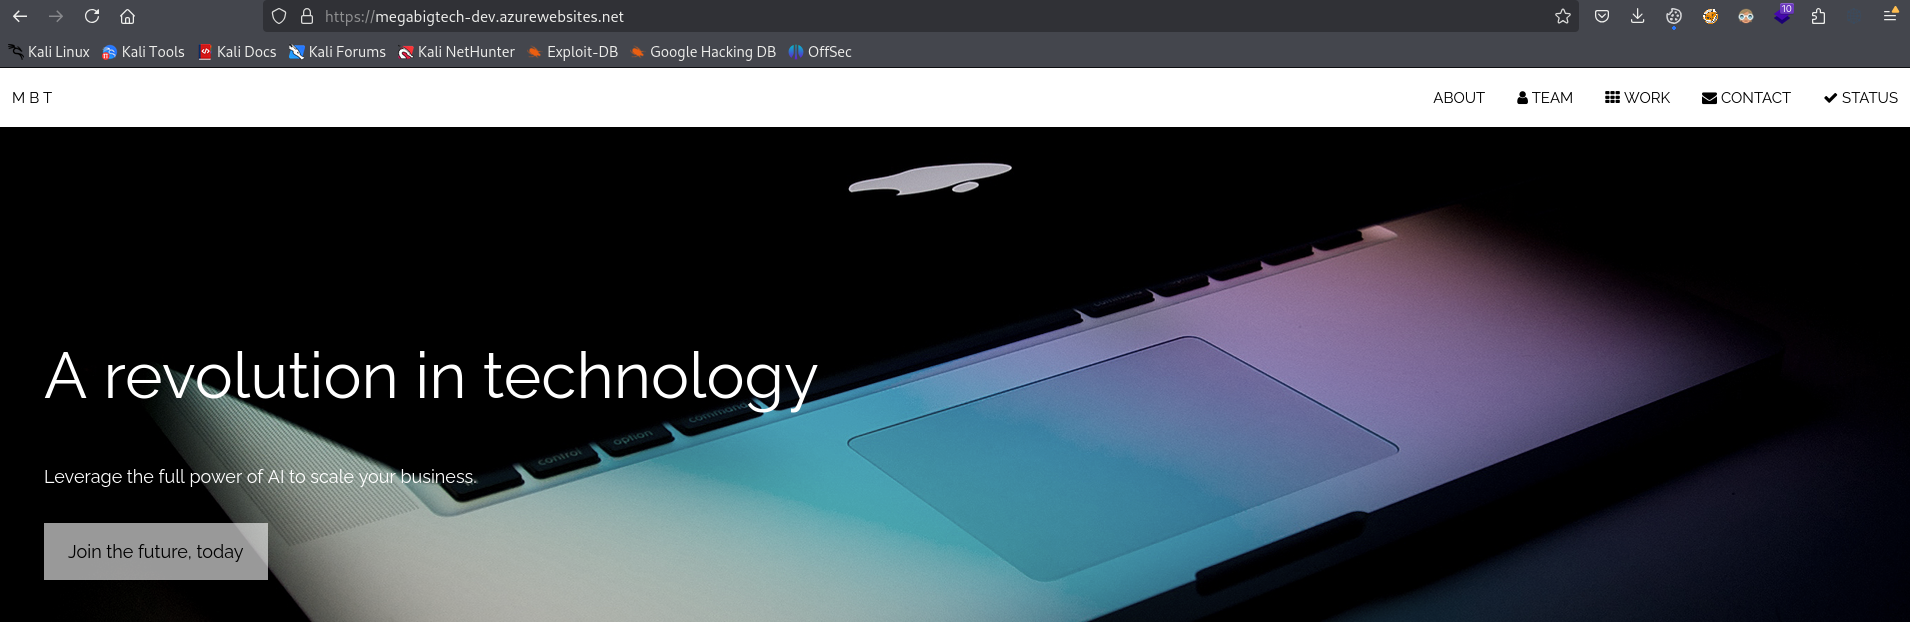 https://megabigtech-dev.azurewebsites.net
10
Kali Linux Kali Tools Kali Docs Kali Forums Kali NetHunter Exploit-DB Google Hacking DB OffSec
M B T ABOUT TEAM WORK CONTACT STATUS
A revolution in technology
command option command
option
control
Leverage the full power of AI to scale your business.
Join the future, today